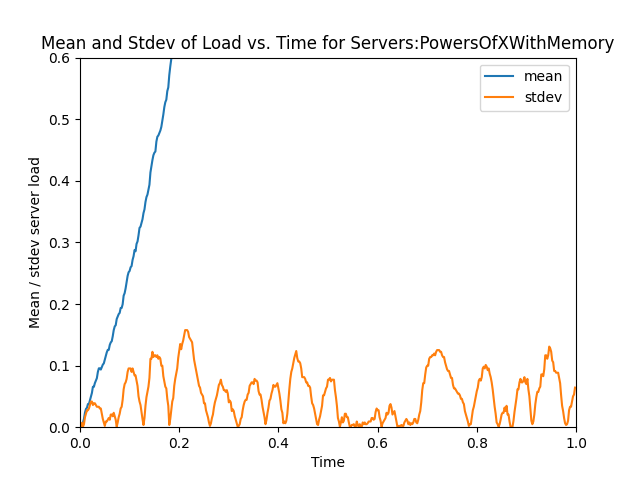 Mean and Stdev of Load vs. Time for Servers:PowersOfXWithMemory
mean
stdev
Mean / stdev server load
0.6
0.5
0.4
0.3
0.2
0.1
0.0
0.0 0.2 0.4 0.6 0.8 1.0
Time